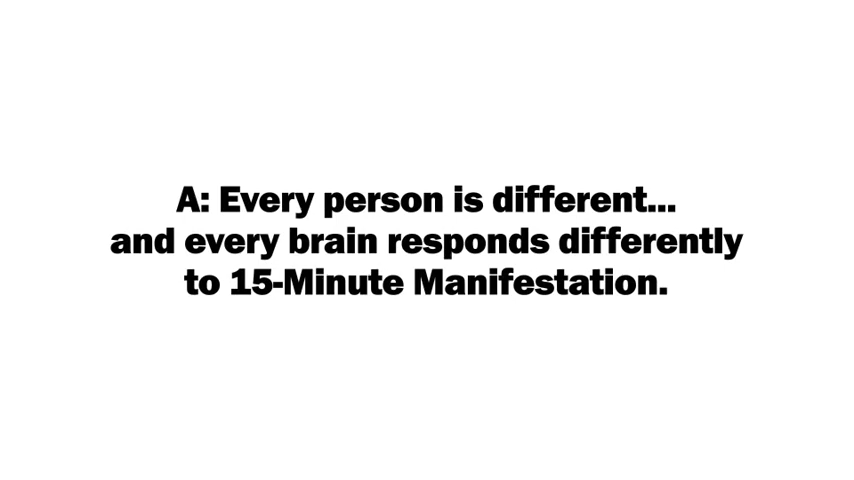 A: Every person is different...
and every brain responds differently
to 15-Minute Manifestation.